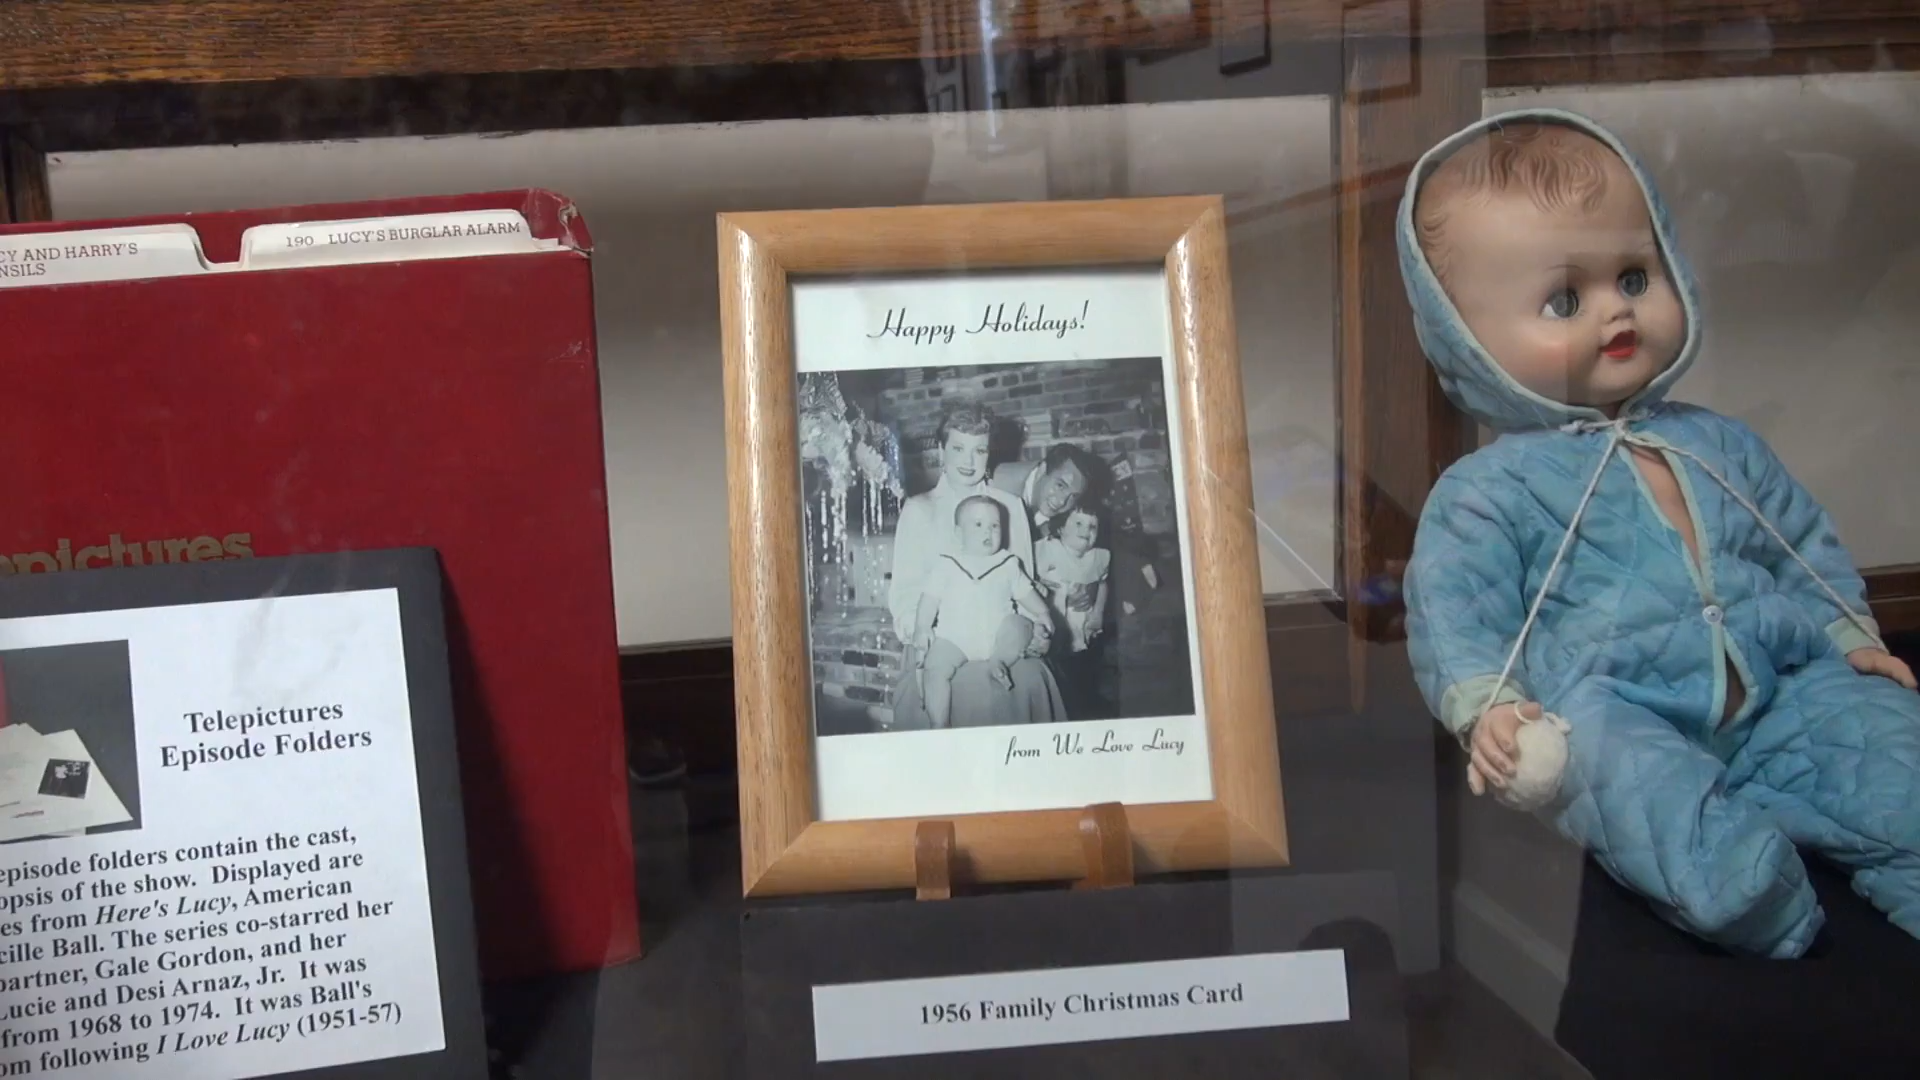 CY AND HARRY'S
NSILS
190 LUCY'S BURGLAR ALARM
epictures
Telepictures
Episode Folders
episode folders contain the cast,
opsis of the show. Displayed are
es from Here's Lucy, American
cille Ball. The series co-starred her
partner, Gale Gordon, and her
Lucie and Desi Arnaz, Jr. It was
from 1968 to 1974. It was Ball's
om following I Love Lucy (1951-57)
Happy Holidays!
from We Love Lucy
1956 Family Christmas Card